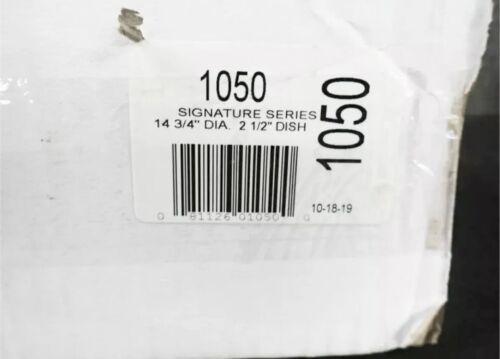 1050
SIGNATURE SERIES
14 3/4" DIA. 2 1/2" DISH
0 81126 01050 0
1050
10-18-19